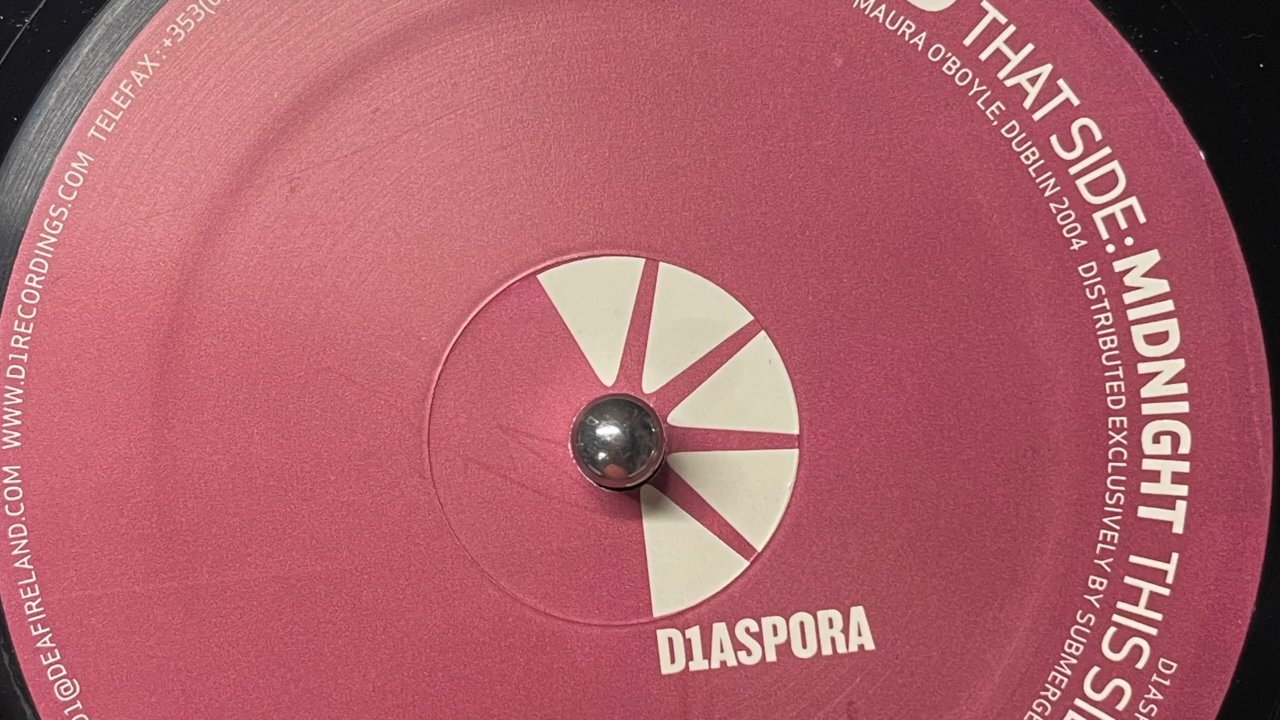 THAT SIDE: MIDNIGHT THIS
MAURA O'BOYLE, DUBLIN 2004 DISTRIBUTED EXCLUSIVELY BY SUBMERGE
D1@DEAFIRELAND.COM WWW.D1RECORDINGS.COM TELEFAX:+353(
D1ASPORA